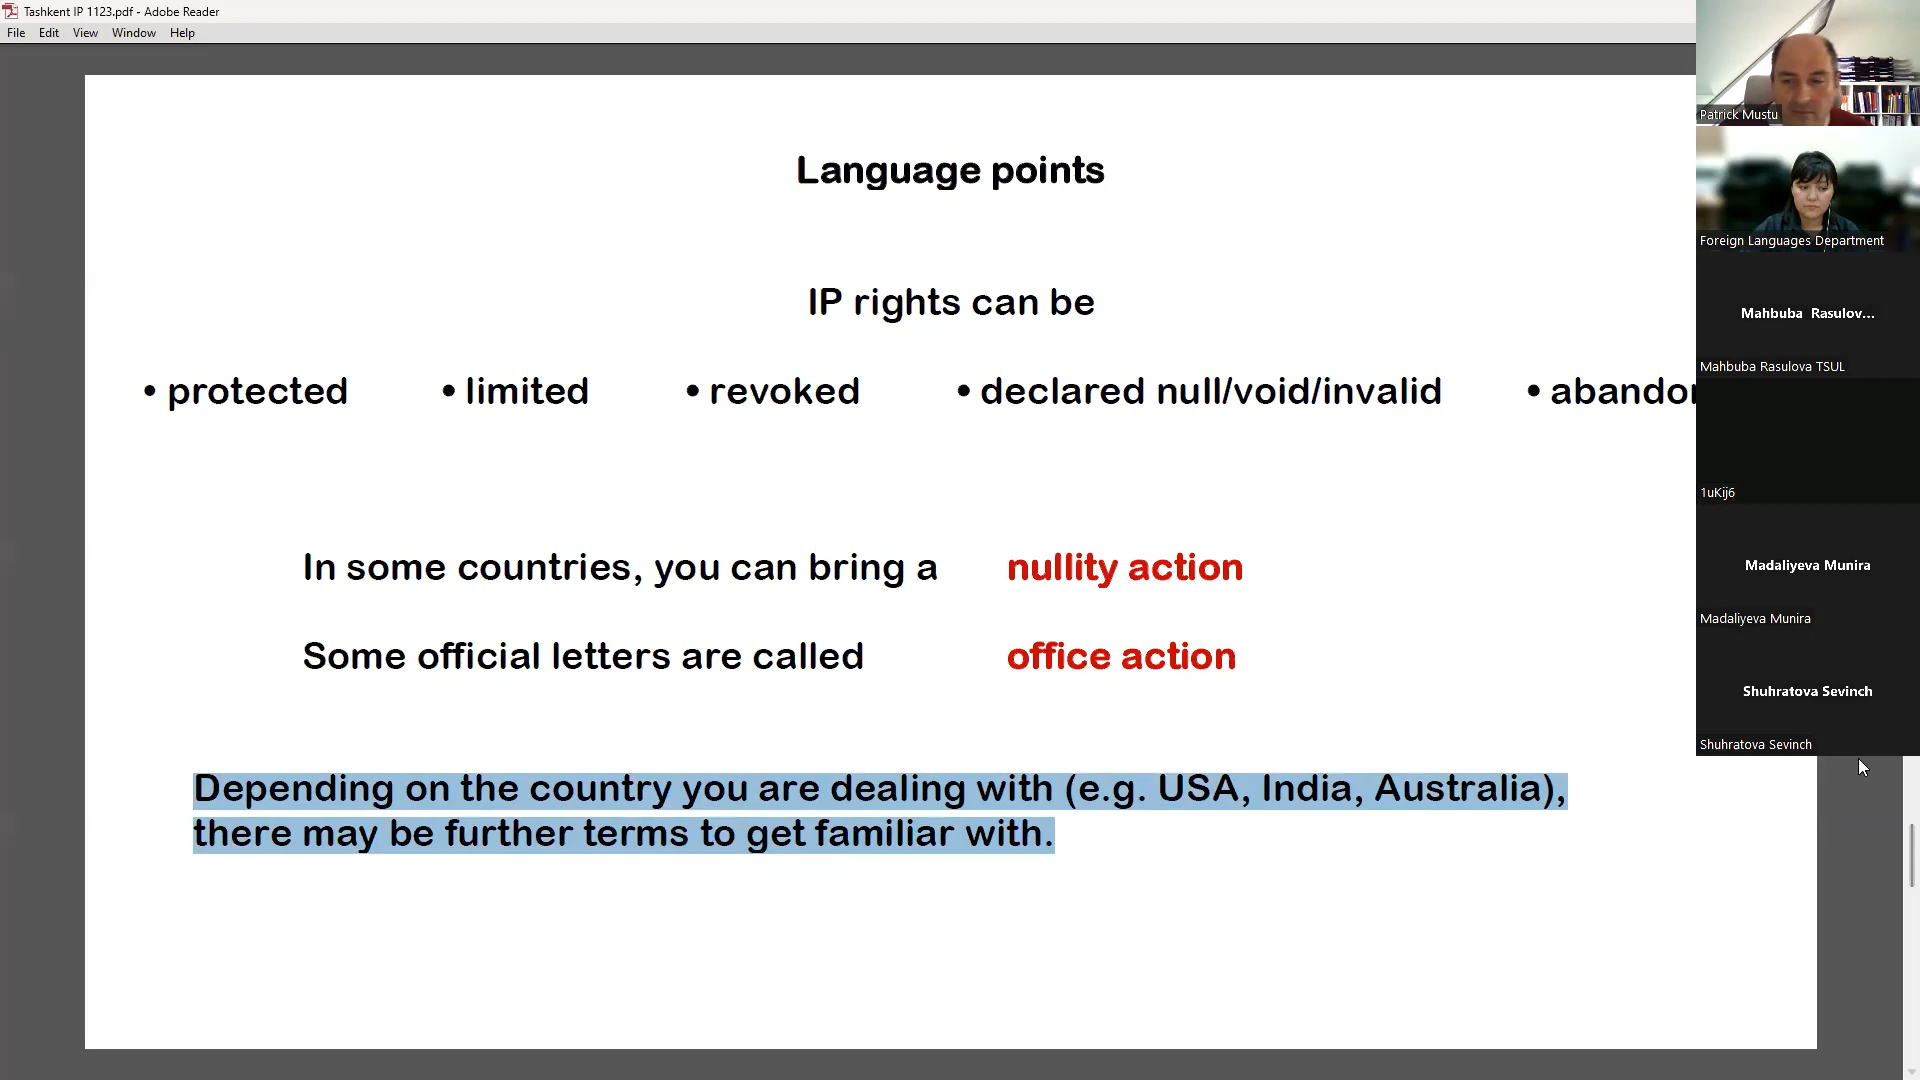 Tashkent IP 1123.pdf - Adobe Reader
File Edit View Window Help
Language points
IP rights can be
• protected • limited • revoked • declared null/void/invalid • abando
In some countries, you can bring a nullity action
Some official letters are called office action
Depending on the country you are dealing with (e.g. USA, India, Australia),
there may be further terms to get familiar with.
Patrick Mustu
Foreign Languages Department
Mahbuba Rasulov...
Mahbuba Rasulova TSUL
1uKij6
Madaliyeva Munira
Madaliyeva Munira
Shuhratova Sevinch
Shuhratova Sevinch